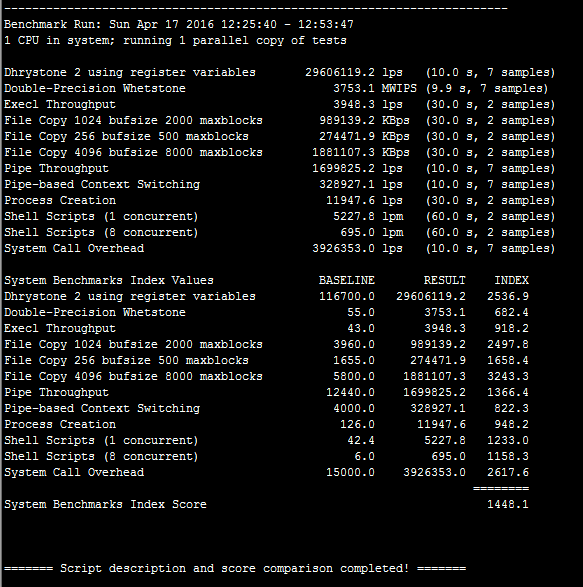 ------------------------------------------------------------------------
Benchmark Run: Sun Apr 17 2016 12:25:40 - 12:53:47
1 CPU in system; running 1 parallel copy of tests

Dhrystone 2 using register variables       29606119.2 lps   (10.0 s, 7 samples)
Double-Precision Whetstone                     3753.1 MWIPS (9.9 s, 7 samples)
Execl Throughput                               3948.3 lps   (30.0 s, 2 samples)
File Copy 1024 bufsize 2000 maxblocks        989139.2 KBps  (30.0 s, 2 samples)
File Copy 256 bufsize 500 maxblocks          274471.9 KBps  (30.0 s, 2 samples)
File Copy 4096 bufsize 8000 maxblocks       1881107.3 KBps  (30.0 s, 2 samples)
Pipe Throughput                             1699825.2 lps   (10.0 s, 7 samples)
Pipe-based Context Switching                 328927.1 lps   (10.0 s, 7 samples)
Process Creation                              11947.6 lps   (30.0 s, 2 samples)
Shell Scripts (1 concurrent)                   5227.8 lpm   (60.0 s, 2 samples)
Shell Scripts (8 concurrent)                    695.0 lpm   (60.0 s, 2 samples)
System Call Overhead                        3926353.0 lps   (10.0 s, 7 samples)

System Benchmarks Index Values               BASELINE       RESULT    INDEX
Dhrystone 2 using register variables         116700.0   29606119.2   2536.9
Double-Precision Whetstone                       55.0       3753.1    682.4
Execl Throughput                                 43.0       3948.3    918.2
File Copy 1024 bufsize 2000 maxblocks          3960.0     989139.2   2497.8
File Copy 256 bufsize 500 maxblocks            1655.0     274471.9   1658.4
File Copy 4096 bufsize 8000 maxblocks          5800.0    1881107.3   3243.3
Pipe Throughput                               12440.0    1699825.2   1366.4
Pipe-based Context Switching                   4000.0     328927.1    822.3
Process Creation                                126.0      11947.6    948.2
Shell Scripts (1 concurrent)                     42.4       5227.8   1233.0
Shell Scripts (8 concurrent)                      6.0        695.0   1158.3
System Call Overhead                          15000.0    3926353.0   2617.6
                                                                   ========
System Benchmarks Index Score                                        1448.1

======= Script description and score comparison completed! =======